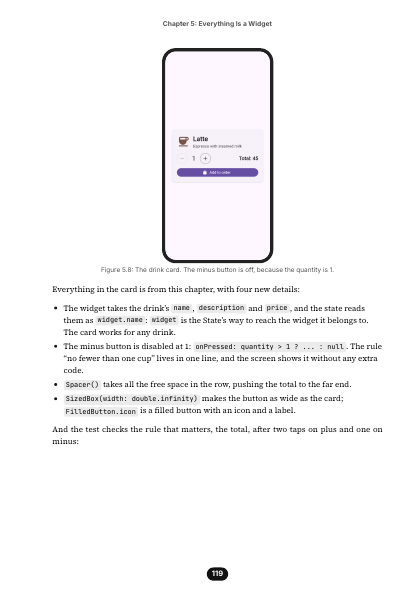 Chapter 5: Everything Is a Widget
Latte
Espresso with steamed milk
− 1 + Total: 45
Add to order
Figure 5.8: The drink card. The minus button is off, because the quantity is 1.
Everything in the card is from this chapter, with four new details:
• The widget takes the drink’s name, description and price, and the state reads
them as widget.name; widget is the State’s way to reach the widget it belongs to.
The card works for any drink.
• The minus button is disabled at 1: onPressed: quantity > 1 ? ... : null. The rule
“no fewer than one cup” lives in one line, and the screen shows it without any extra
code.
• Spacer() takes all the free space in the row, pushing the total to the far end.
• SizedBox(width: double.infinity) makes the button as wide as the card;
FilledButton.icon is a filled button with an icon and a label.
And the test checks the rule that matters, the total, after two taps on plus and one on
minus:
119